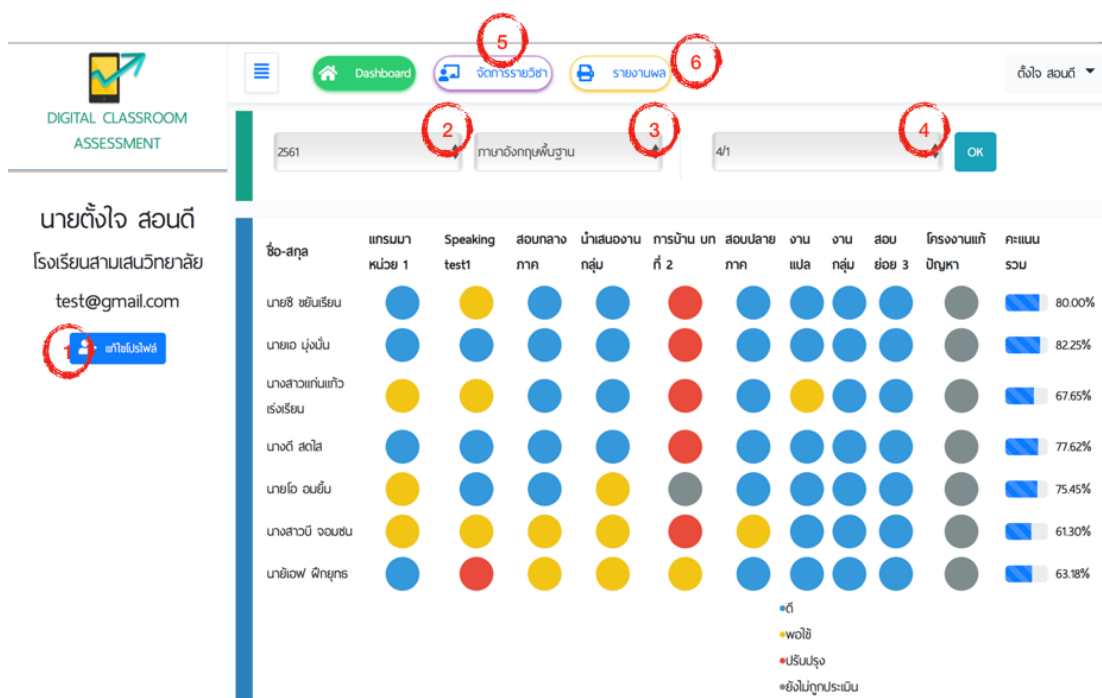 5
6
1
2
3
4
DIGITAL CLASSROOM
ASSESSMENT
Dashboard
จัดการรายวิชา
รายงานผล
ตั้งใจ สอนดี
2561
ภาษาอังกฤษพื้นฐาน
4/1
OK
นายตั้งใจ สอนดี
โรงเรียนสามเสนวิทยาลัย
test@gmail.com
แก้ไขโปรไฟล์
ชื่อ-สกุล
แกรมมา
หน่วย 1
Speaking
test1
สอบกลาง
ภาค
นำเสนองาน
กลุ่ม
การบ้าน บท
ที่ 2
สอบปลาย
ภาค
งาน
แปล
งาน
กลุ่ม
สอบ
ย่อย 3
โครงงานแก้
ปัญหา
คะแนน
รวม
นายซี ขยันเรียน
80.00%
นายเอ มุ่งมั่น
82.25%
นางสาวแก่นแก้ว
เร่งเรียน
67.65%
นางดี สดใส
77.62%
นายโอ อมยิ้ม
75.45%
นางสาวบี จอมซน
61.30%
นายเอฟ ฝึกยุทธ
63.18%
ดี
พอใช้
ปรับปรุง
ยังไม่ถูกประเมิน